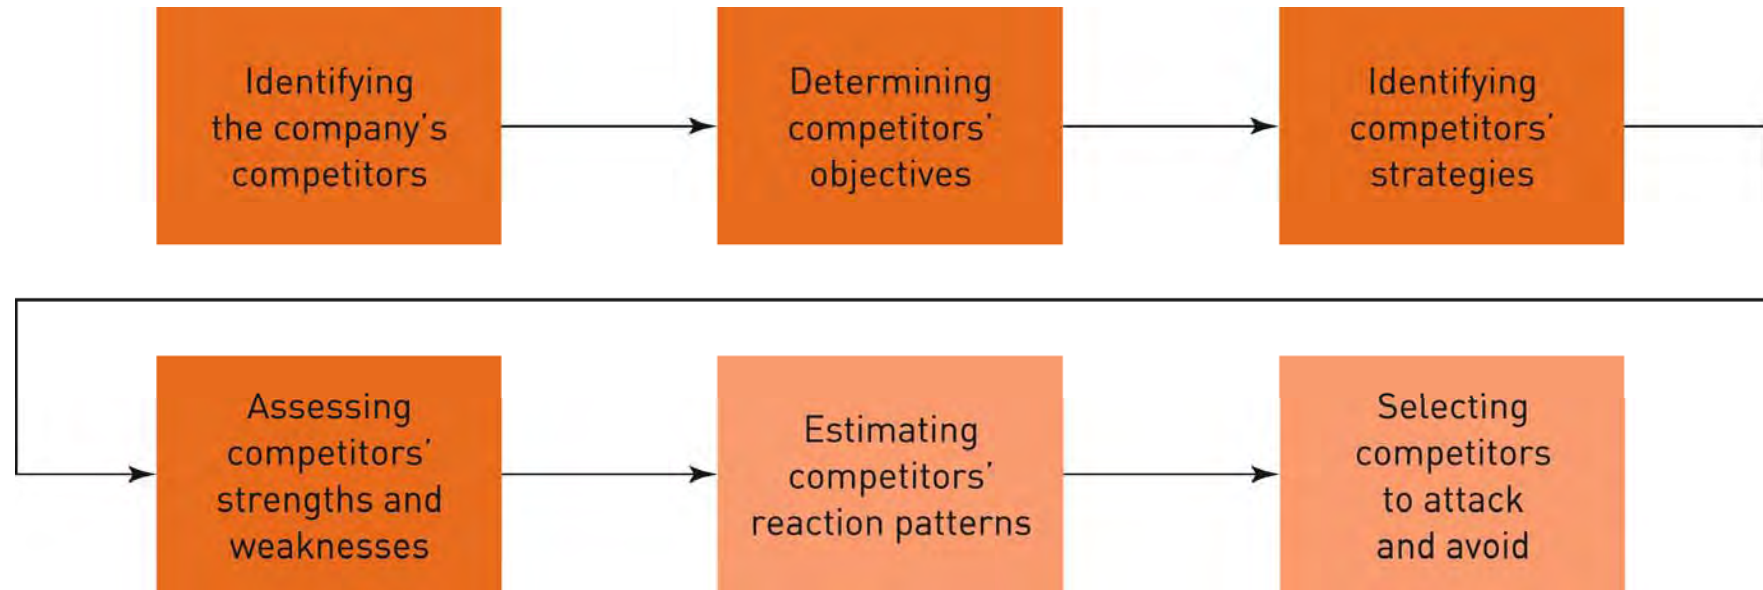 Identifying
the company’s
competitors
Determining
competitors’
objectives
Identifying
competitors’
strategies
Assessing
competitors’
strengths and
weaknesses
Estimating
competitors’
reaction patterns
Selecting
competitors
to attack
and avoid